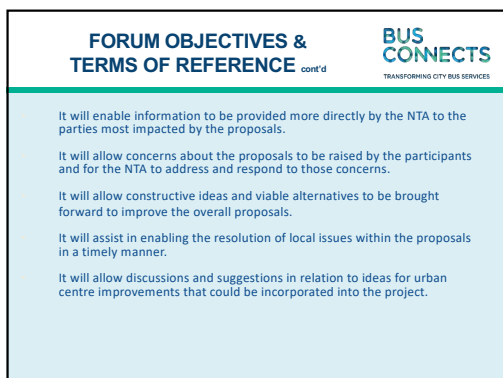 FORUM OBJECTIVES &
TERMS OF REFERENCE cont'd
BUS
CONNECTS
TRANSFORMING CITY BUS SERVICES
It will enable information to be provided more directly by the NTA to the
parties most impacted by the proposals.
It will allow concerns about the proposals to be raised by the participants
and for the NTA to address and respond to those concerns.
It will allow constructive ideas and viable alternatives to be brought
forward to improve the overall proposals.
It will assist in enabling the resolution of local issues within the proposals
in a timely manner.
It will allow discussions and suggestions in relation to ideas for urban
centre improvements that could be incorporated into the project.